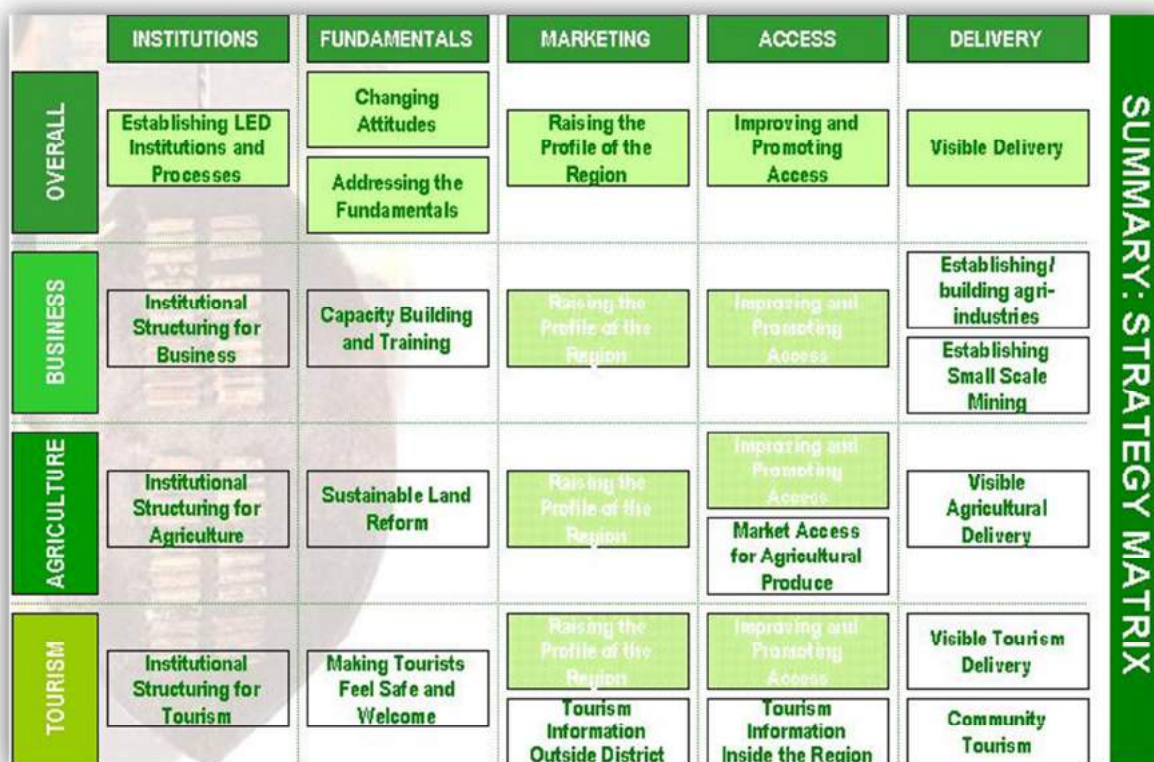 INSTITUTIONS
FUNDAMENTALS
MARKETING
ACCESS
DELIVERY
OVERALL
Establishing LED
Institutions and
Processes
Changing
Attitudes
Addressing the
Fundamentals
Raising the
Profile of the
Region
Improving and
Promoting
Access
Visible Delivery
BUSINESS
Institutional
Structuring for
Business
Capacity Building
and Training
Raising the
Profile of the
Region
Improving and
Promoting
Access
Establishing/
building agri-
industries
Establishing
Small Scale
Mining
AGRICULTURE
Institutional
Structuring for
Agriculture
Sustainable Land
Reform
Raising the
Profile of the
Region
Improving and
Promoting
Access
Market Access
for Agricultural
Produce
Visible
Agricultural
Delivery
TOURISM
Institutional
Structuring for
Tourism
Making Tourists
Feel Safe and
Welcome
Raising the
Profile of the
Region
Tourism
Information
Outside District
Improving and
Promoting
Access
Tourism
Information
Inside the Region
Visible Tourism
Delivery
Community
Tourism
SUMMARY: STRATEGY MATRIX